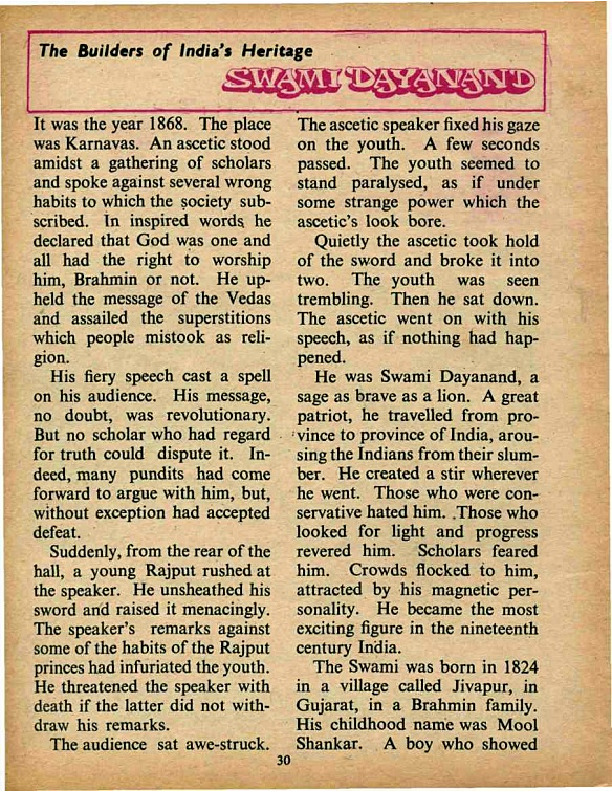 The Builders of India's Heritage
SWAMI DAYANAND
It was the year 1868. The place
was Karnavas. An ascetic stood
amidst a gathering of scholars
and spoke against several wrong
habits to which the society sub-
scribed. In inspired words he
declared that God was one and
all had the right to worship
him, Brahmin or not. He up-
held the message of the Vedas
and assailed the superstitions
which people mistook as reli-
gion.
His fiery speech cast a spell
on his audience. His message,
no doubt, was revolutionary.
But no scholar who had regard
for truth could dispute it. In-
deed, many pundits had come
forward to argue with him, but,
without exception had accepted
defeat.
Suddenly, from the rear of the
hall, a young Rajput rushed at
the speaker. He unsheathed his
sword and raised it menacingly.
The speaker's remarks against
some of the habits of the Rajput
princes had infuriated the youth.
He threatened the speaker with
death if the latter did not with-
draw his remarks.
The audience sat awe-struck.
The ascetic speaker fixed his gaze
on the youth. A few seconds
passed. The youth seemed to
stand paralysed, as if under
some strange power which the
ascetic's look bore.
Quietly the ascetic took hold
of the sword and broke it into
two. The youth was seen
trembling. Then he sat down.
The ascetic went on with his
speech, as if nothing had hap-
pened.
He was Swami Dayanand, a
sage as brave as a lion. A great
patriot, he travelled from pro-
vince to province of India, arou-
sing the Indians from their slum-
ber. He created a stir wherever
he went. Those who were con-
servative hated him. Those who
looked for light and progress
revered him. Scholars feared
him. Crowds flocked to him,
attracted by his magnetic per-
sonality. He became the most
exciting figure in the nineteenth
century India.
The Swami was born in 1824
in a village called Jivapur, in
Gujarat, in a Brahmin family.
His childhood name was Mool
Shankar. A boy who showed
30